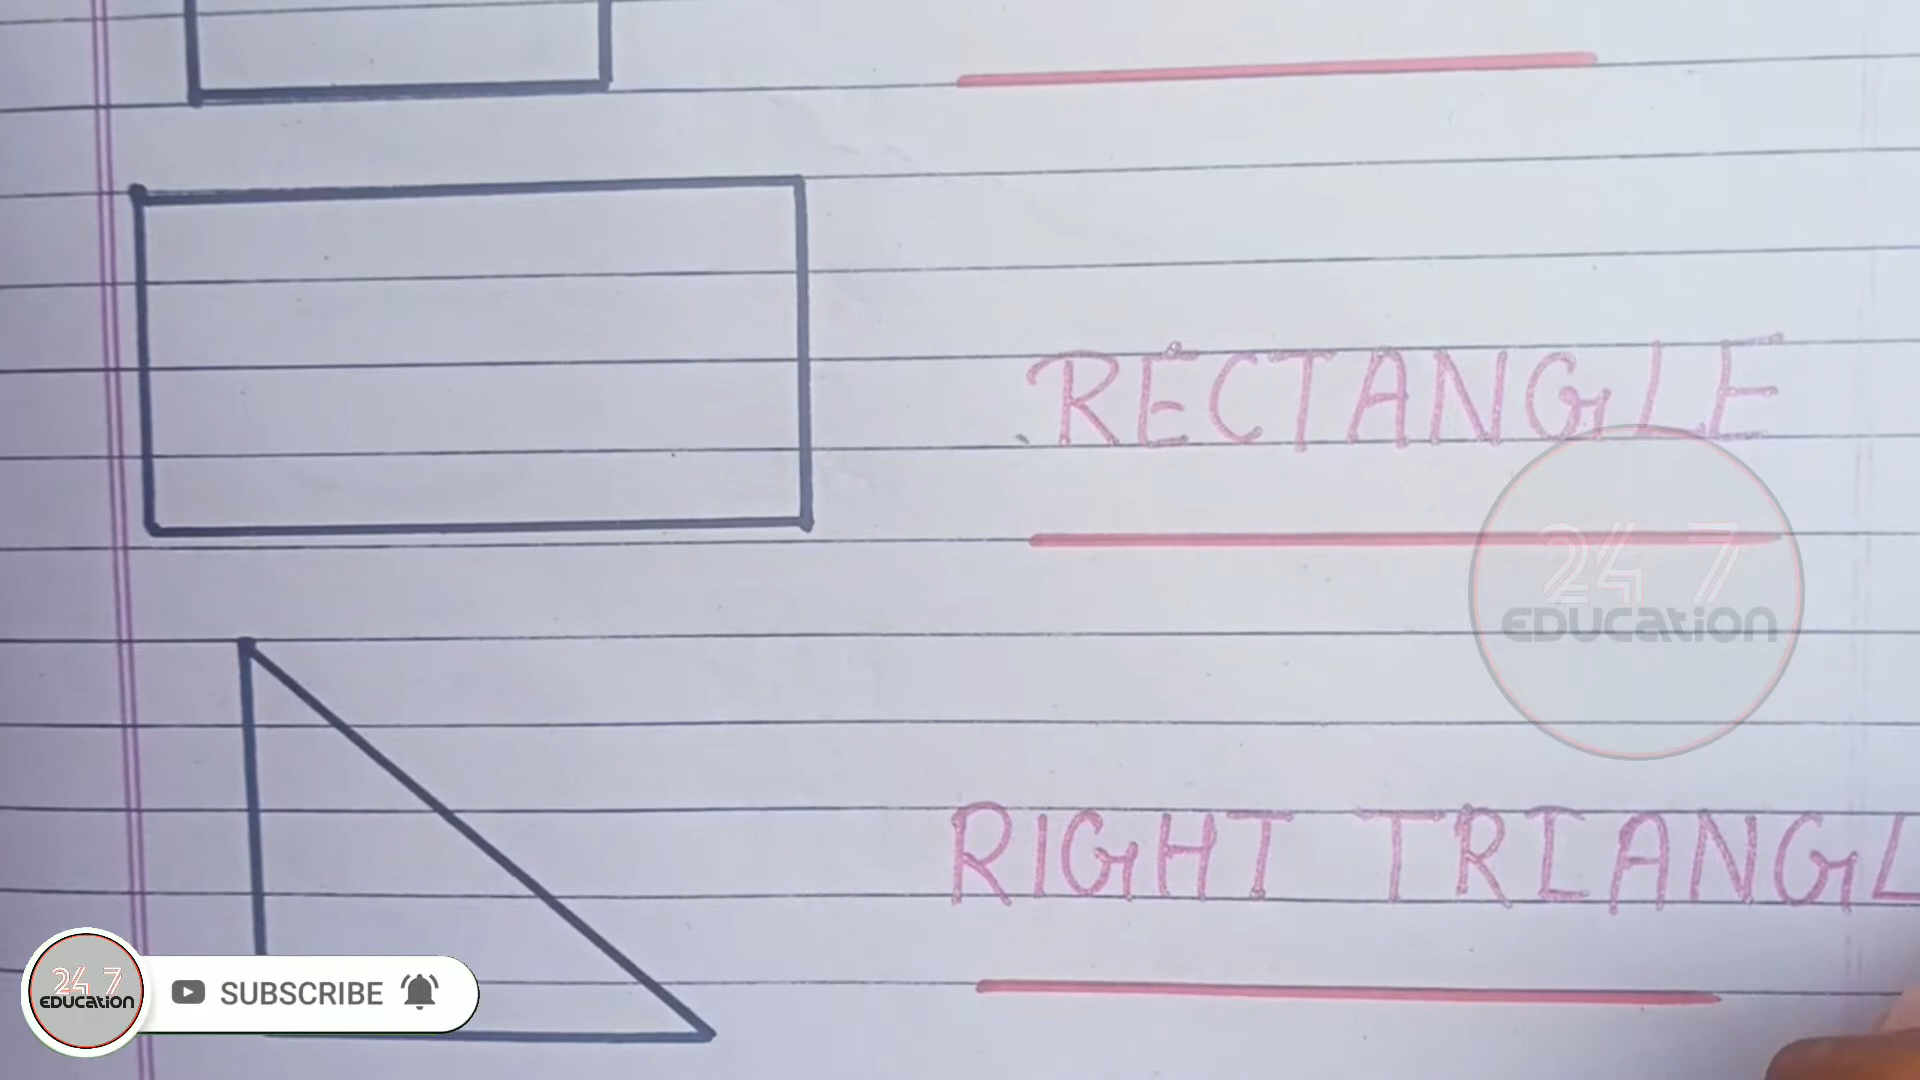 RECTANGLE
24 7
EDUCATION
RIGHT TRIANGL
24 7
EDUCATION
SUBSCRIBE